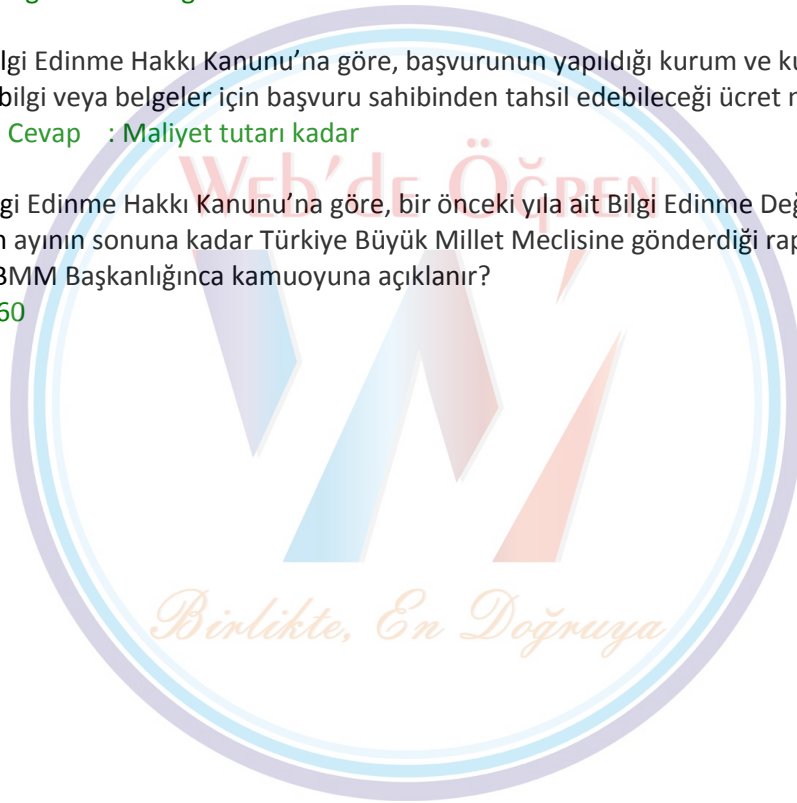 lgi Edinme Hakkı Kanunu’na göre, başvurunun yapıldığı kurum ve ku
bilgi veya belgeler için başvuru sahibinden tahsil edebileceği ücret n
Cevap : Maliyet tutarı kadar
Web’de Öğren
gi Edinme Hakkı Kanunu’na göre, bir önceki yıla ait Bilgi Edinme Değ
n ayının sonuna kadar Türkiye Büyük Millet Meclisine gönderdiği rap
BMM Başkanlığınca kamuoyuna açıklanır?
60
Birlikte, En Doğruya